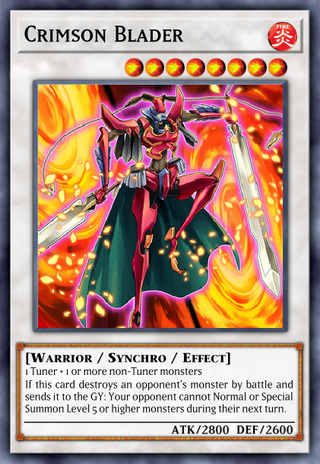 Crimson Blader
FIRE
炎
[Warrior / Synchro / Effect]
1 Tuner + 1 or more non-Tuner monsters
If this card destroys an opponent's monster by battle and
sends it to the GY: Your opponent cannot Normal or Special
Summon Level 5 or higher monsters during their next turn.
ATK/2800 DEF/2600